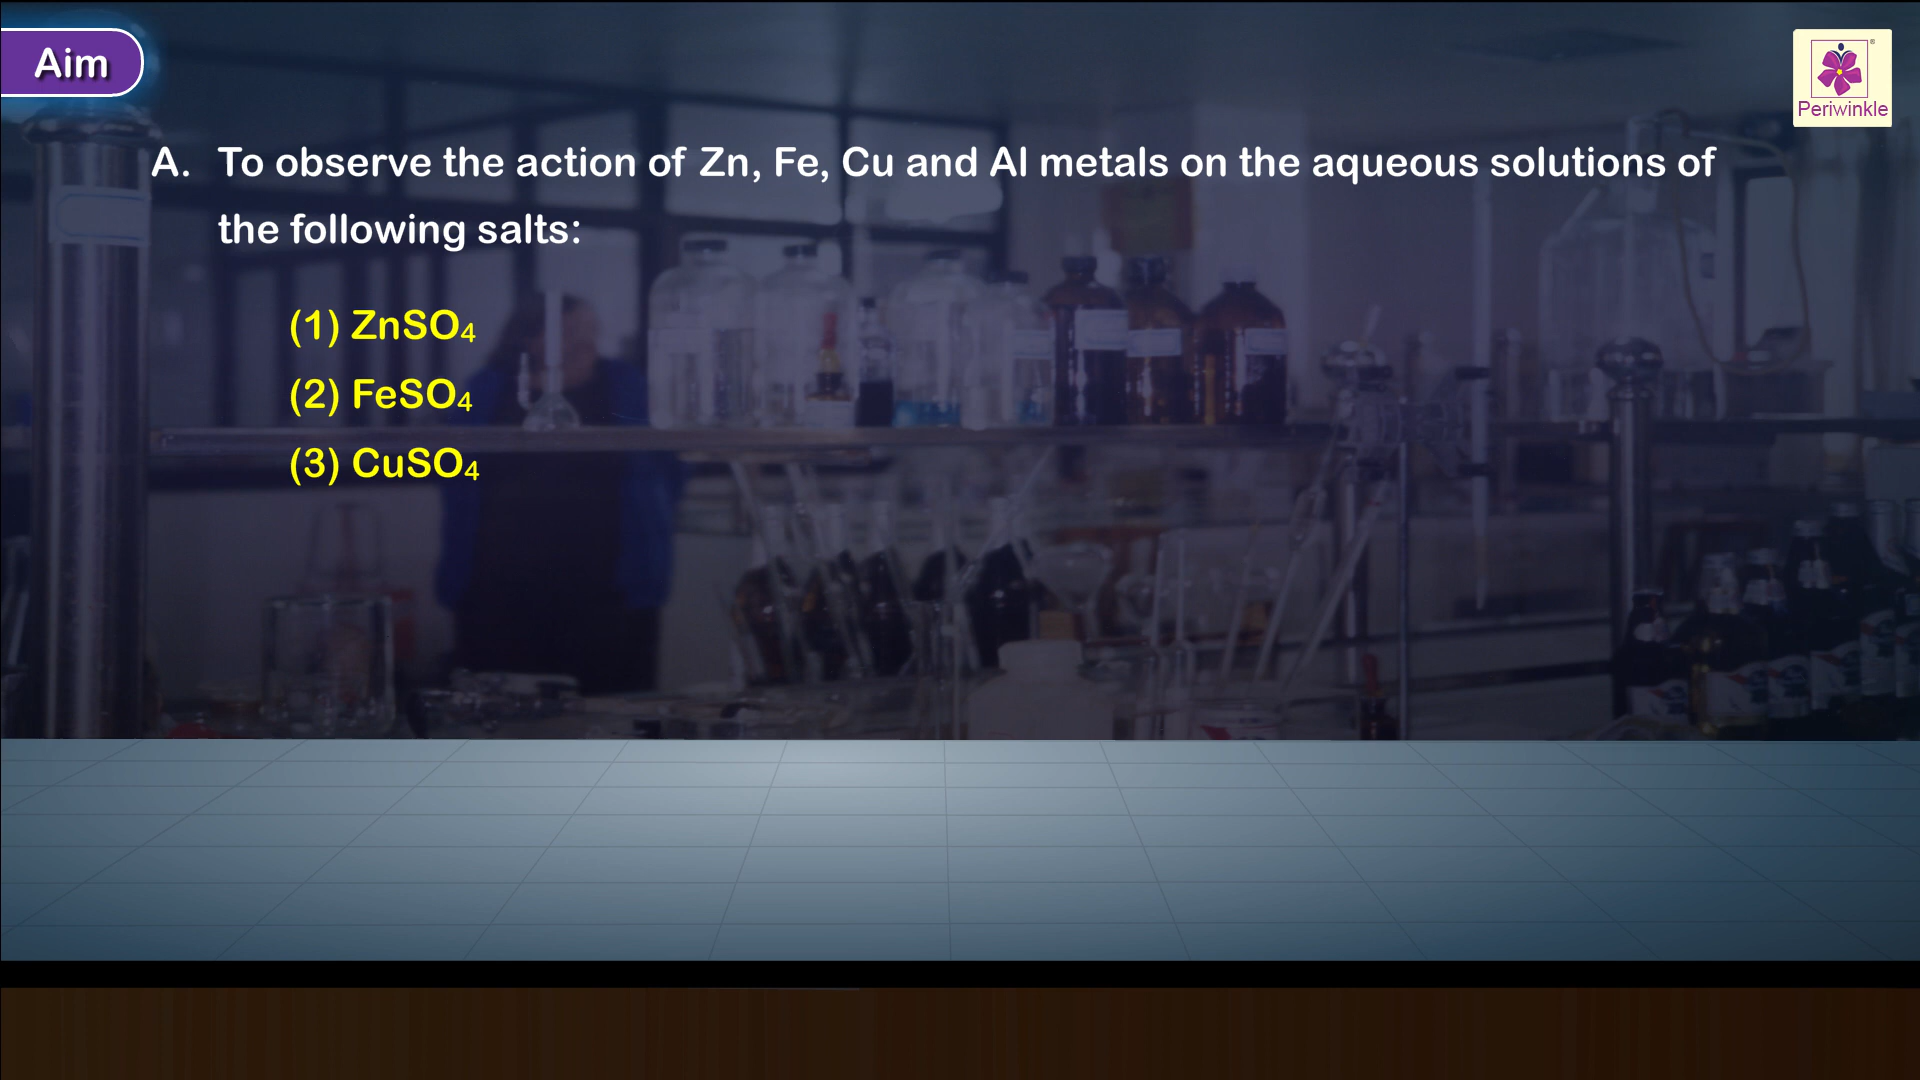 Aim
Periwinkle
A. To observe the action of Zn, Fe, Cu and Al metals on the aqueous solutions of
the following salts:
(1) ZnSO₄
(2) FeSO₄
(3) CuSO₄